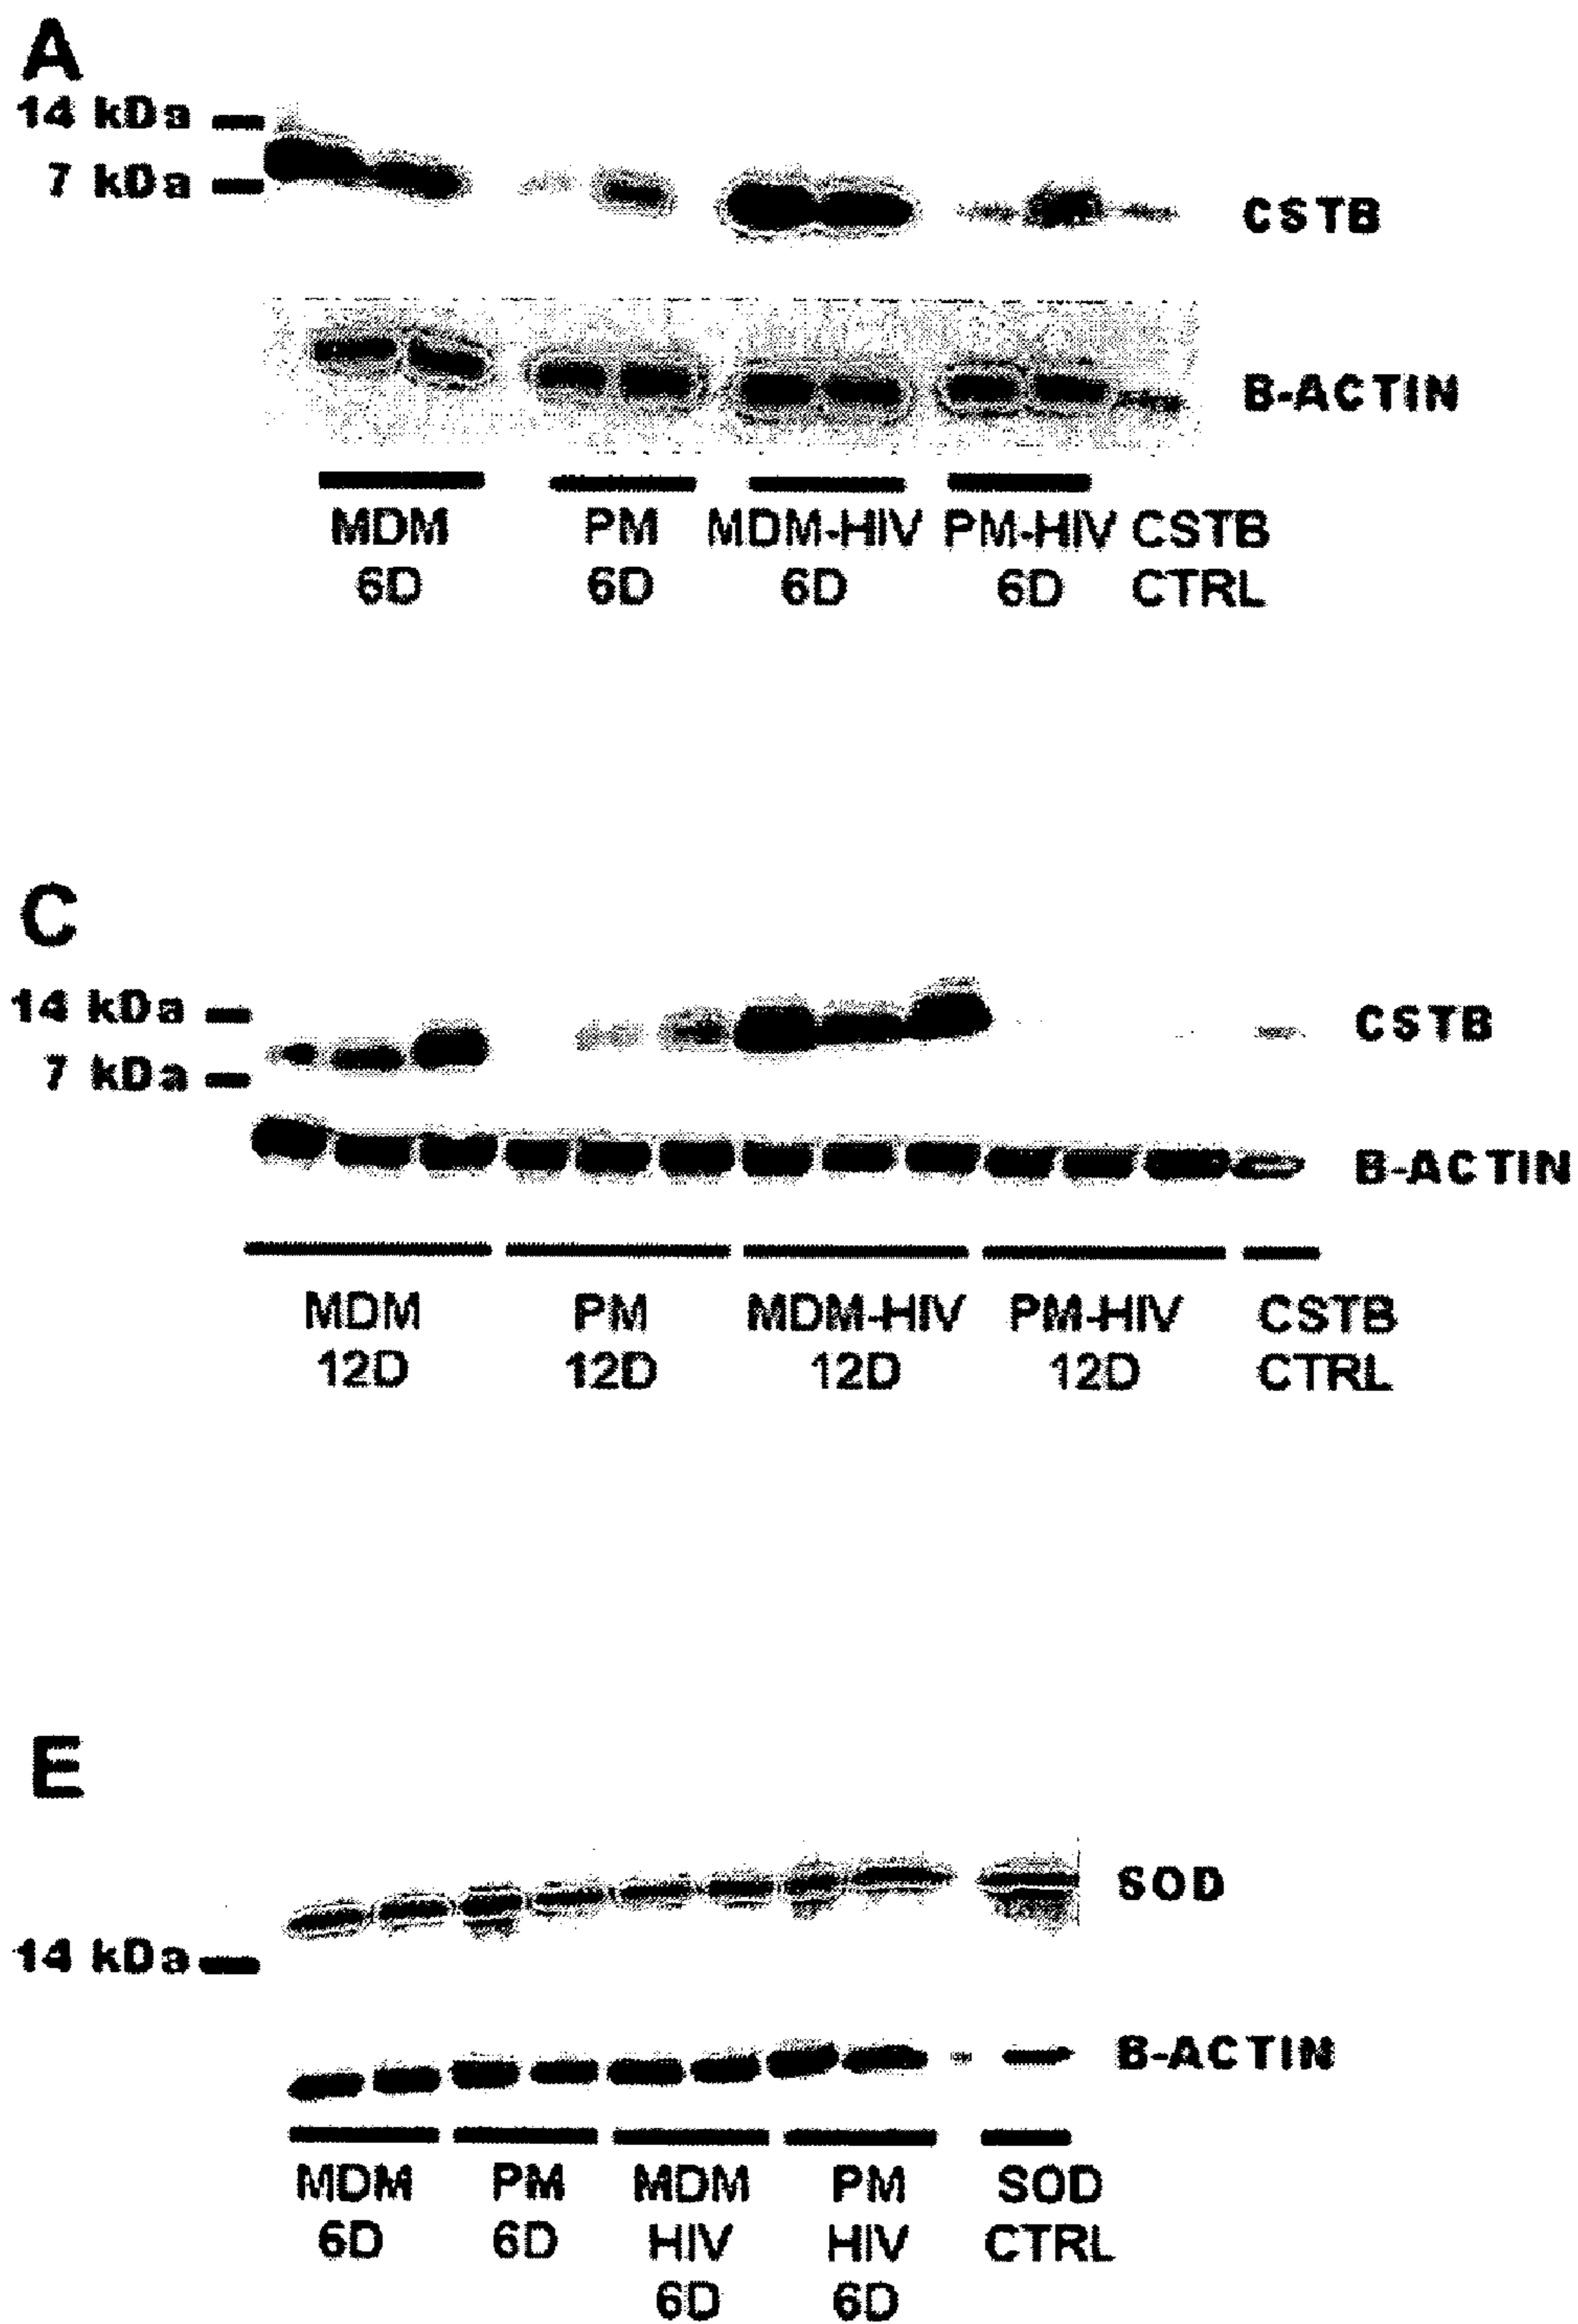 A
14 kDa
7 kDa
CSTB
B-ACTIN
MDM PM MDM-HIV PM-HIV CSTB
6D 6D 6D 6D CTRL
C
14 kDa
7 kDa
CSTB
B-ACTIN
MDM PM MDM-HIV PM-HIV CSTB
12D 12D 12D 12D CTRL
E
SOD
14 kDa
B-ACTIN
MDM PM MDM PM SOD
6D 6D HIV HIV CTRL
6D 6D